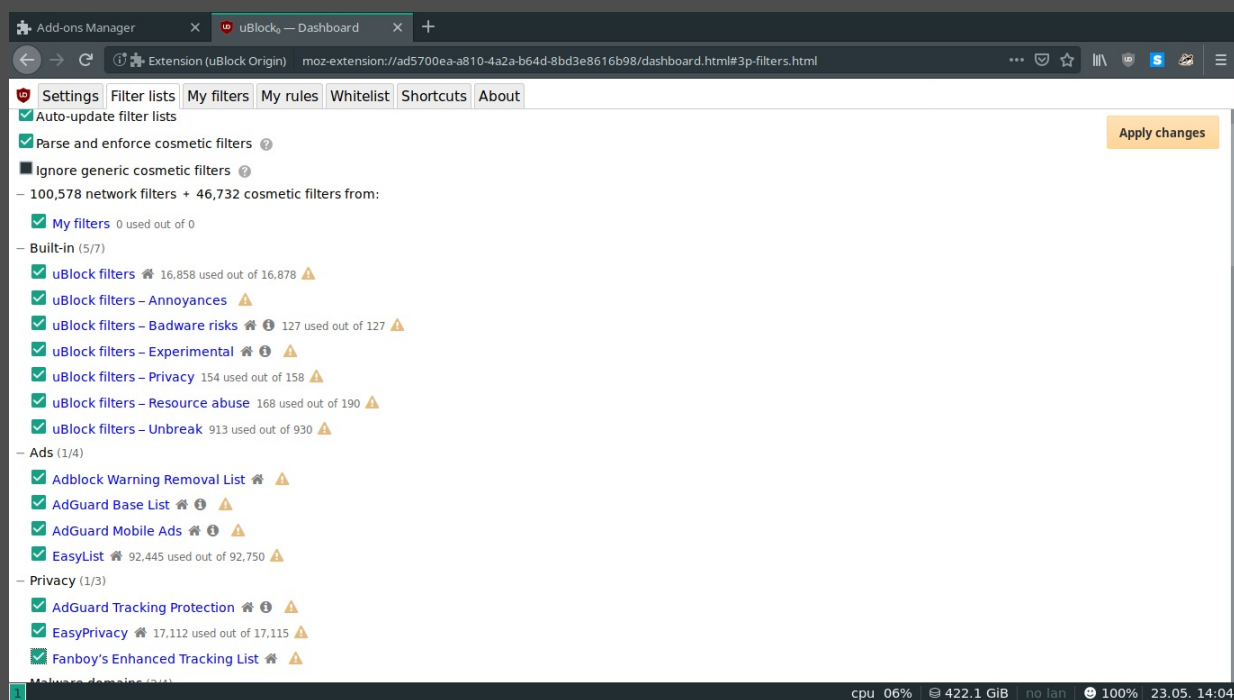 Add-ons Manager
uBlock₀ — Dashboard
Extension (uBlock Origin) moz-extension://ad5700ea-a810-4a2a-b64d-8bd3e8616b98/dashboard.html#3p-filters.html
Settings Filter lists My filters My rules Whitelist Shortcuts About
Auto-update filter lists
Apply changes
Parse and enforce cosmetic filters
Ignore generic cosmetic filters
– 100,578 network filters + 46,732 cosmetic filters from:
My filters 0 used out of 0
– Built-in (5/7)
uBlock filters 16,858 used out of 16,878
uBlock filters – Annoyances
uBlock filters – Badware risks 127 used out of 127
uBlock filters – Experimental
uBlock filters – Privacy 154 used out of 158
uBlock filters – Resource abuse 168 used out of 190
uBlock filters – Unbreak 913 used out of 930
– Ads (1/4)
Adblock Warning Removal List
AdGuard Base List
AdGuard Mobile Ads
EasyList 92,445 used out of 92,750
– Privacy (1/3)
AdGuard Tracking Protection
EasyPrivacy 17,112 used out of 17,115
Fanboy’s Enhanced Tracking List
Malware domains
1 cpu 06% 422.1 GiB no lan 100% 23.05. 14:04